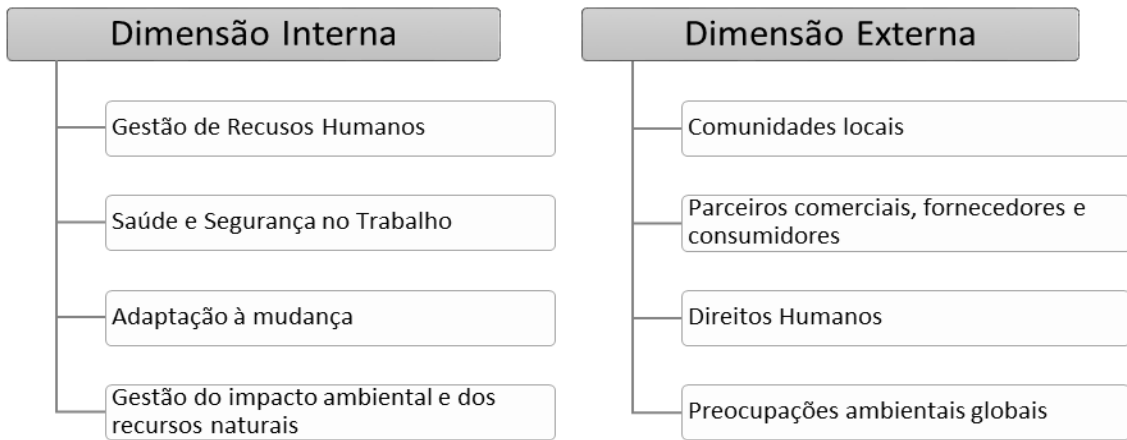 Dimensão Interna
Gestão de Recusos Humanos
Saúde e Segurança no Trabalho
Adaptação à mudança
Gestão do impacto ambiental e dos
recursos naturais
Dimensão Externa
Comunidades locais
Parceiros comerciais, fornecedores e
consumidores
Direitos Humanos
Preocupações ambientais globais